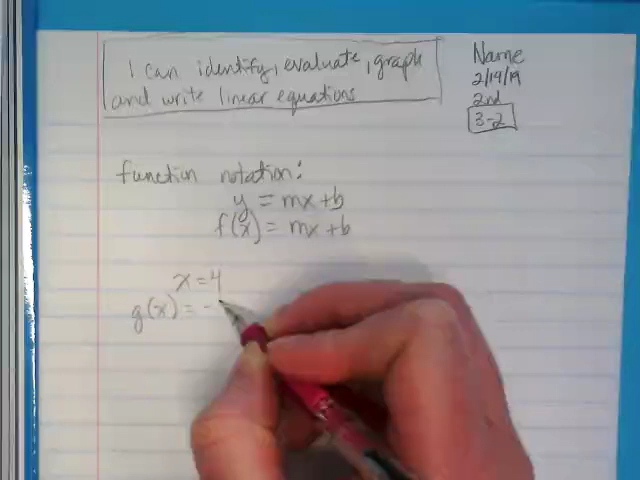 I can identify, evaluate, graph
and write linear equations
Name
2/19/19
2nd
3-2
function notation:
y = mx + b
f(x) = mx + b
x = 4
g(x) = -